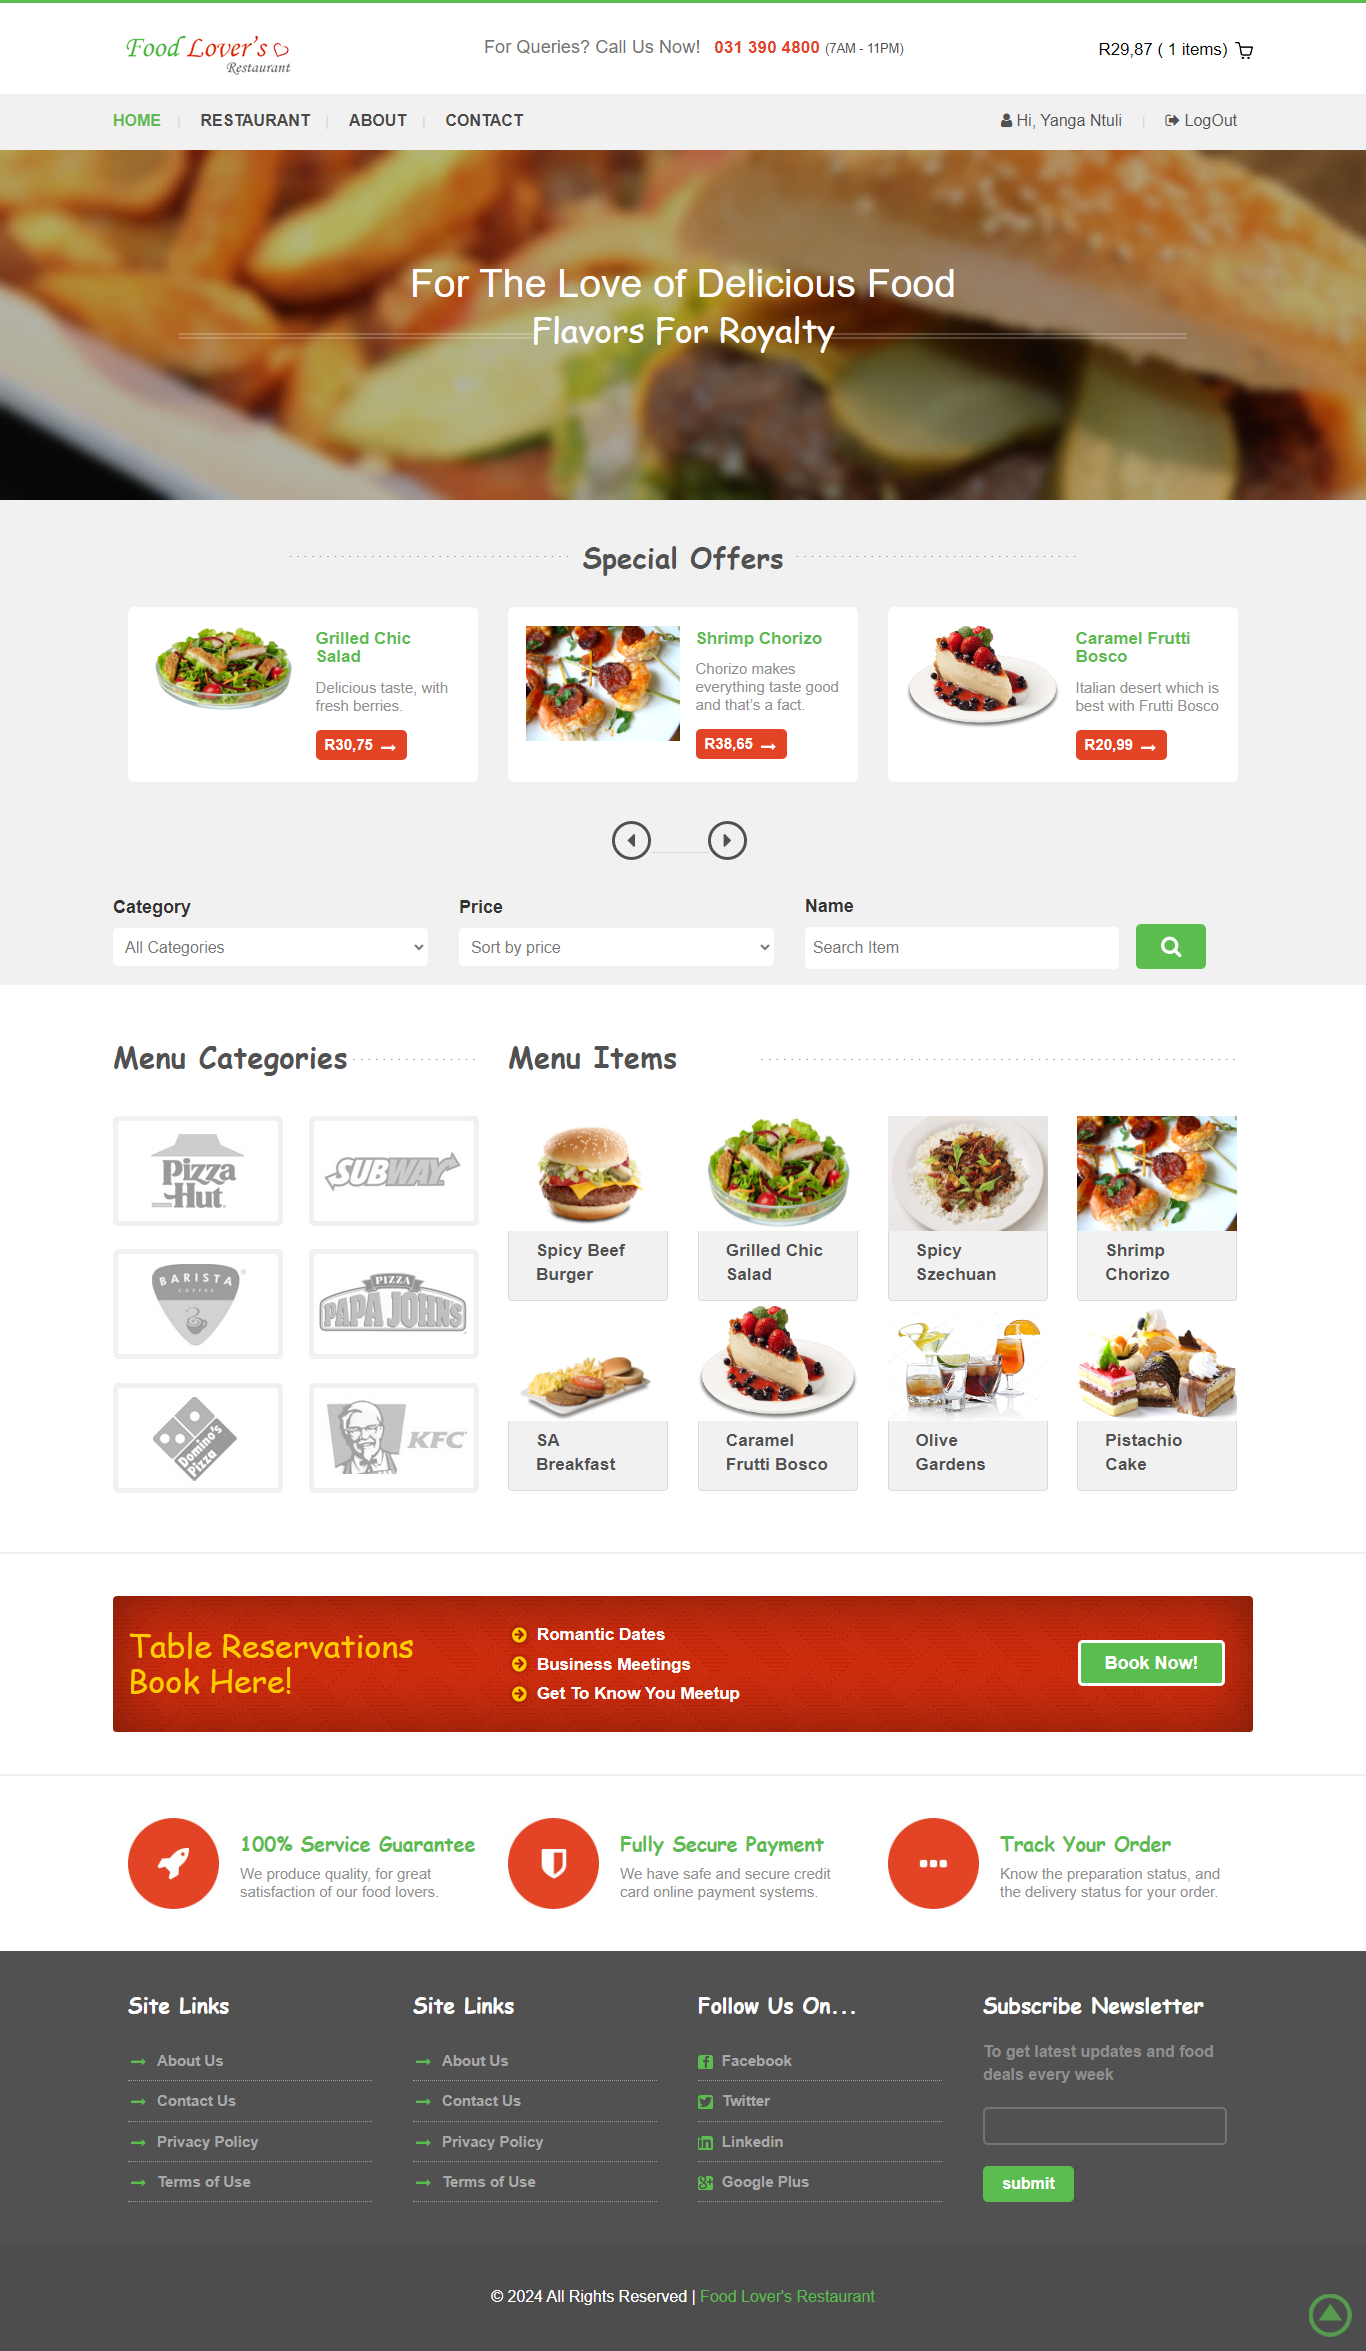 Food Lover's
Restaurant
For Queries? Call Us Now! 031 390 4800 (7AM - 11PM)
R29,87 ( 1 items)
HOME | RESTAURANT | ABOUT | CONTACT
Hi, Yanga Ntuli | LogOut
For The Love of Delicious Food
Flavors For Royalty
Special Offers
Grilled Chic
Salad
Delicious taste, with
fresh berries.
R30,75
Shrimp Chorizo
Chorizo makes
everything taste good
and that's a fact.
R38,65
Caramel Frutti
Bosco
Italian desert which is
best with Frutti Bosco
R20,99
Category
All Categories
Price
Sort by price
Name
Search Item
Menu Categories
Pizza
Hut
SUBWAY
BARISTA
COFFEE
PIZZA
PAPA JOHNS
Domino's
Pizza
KFC
Menu Items
Spicy Beef
Burger
Grilled Chic
Salad
Spicy
Szechuan
Shrimp
Chorizo
SA
Breakfast
Caramel
Frutti Bosco
Olive
Gardens
Pistachio
Cake
Table Reservations
Book Here!
Romantic Dates
Business Meetings
Get To Know You Meetup
Book Now!
100% Service Guarantee
We produce quality, for great
satisfaction of our food lovers.
Fully Secure Payment
We have safe and secure credit
card online payment systems.
Track Your Order
Know the preparation status, and
the delivery status for your order.
Site Links
About Us
Contact Us
Privacy Policy
Terms of Use
Site Links
About Us
Contact Us
Privacy Policy
Terms of Use
Follow Us On...
Facebook
Twitter
Linkedin
Google Plus
Subscribe Newsletter
To get latest updates and food
deals every week
submit
© 2024 All Rights Reserved | Food Lover's Restaurant